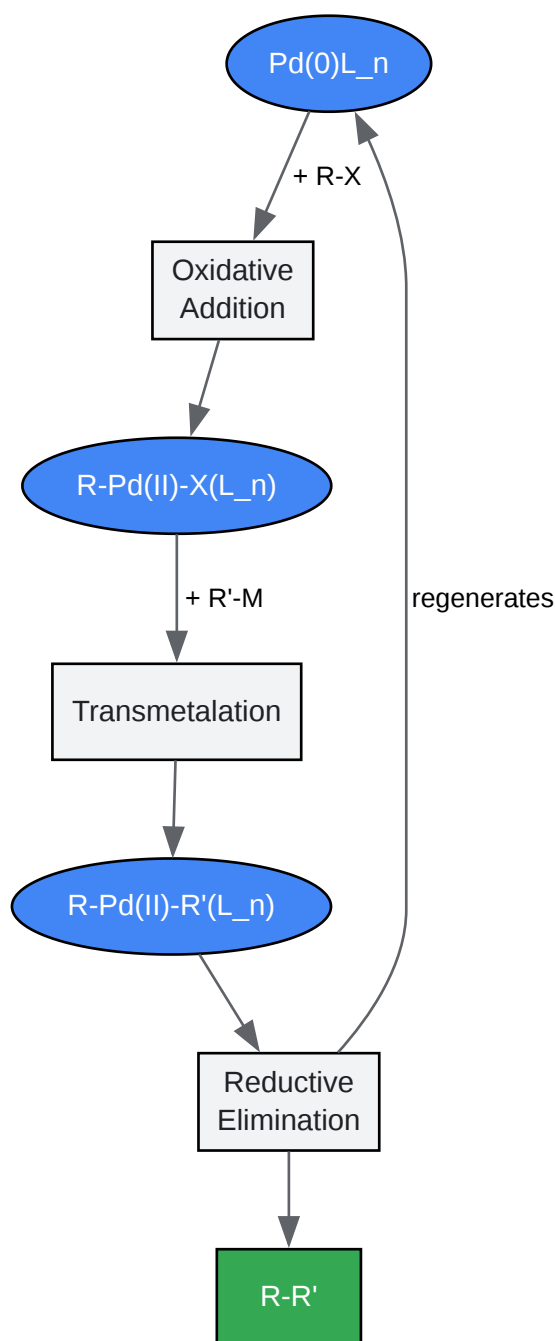 Pd(0)L_n
+ R-X
Oxidative
Addition
R-Pd(II)-X(L_n)
+ R'-M
regenerates
Transmetalation
R-Pd(II)-R'(L_n)
Reductive
Elimination
R-R'